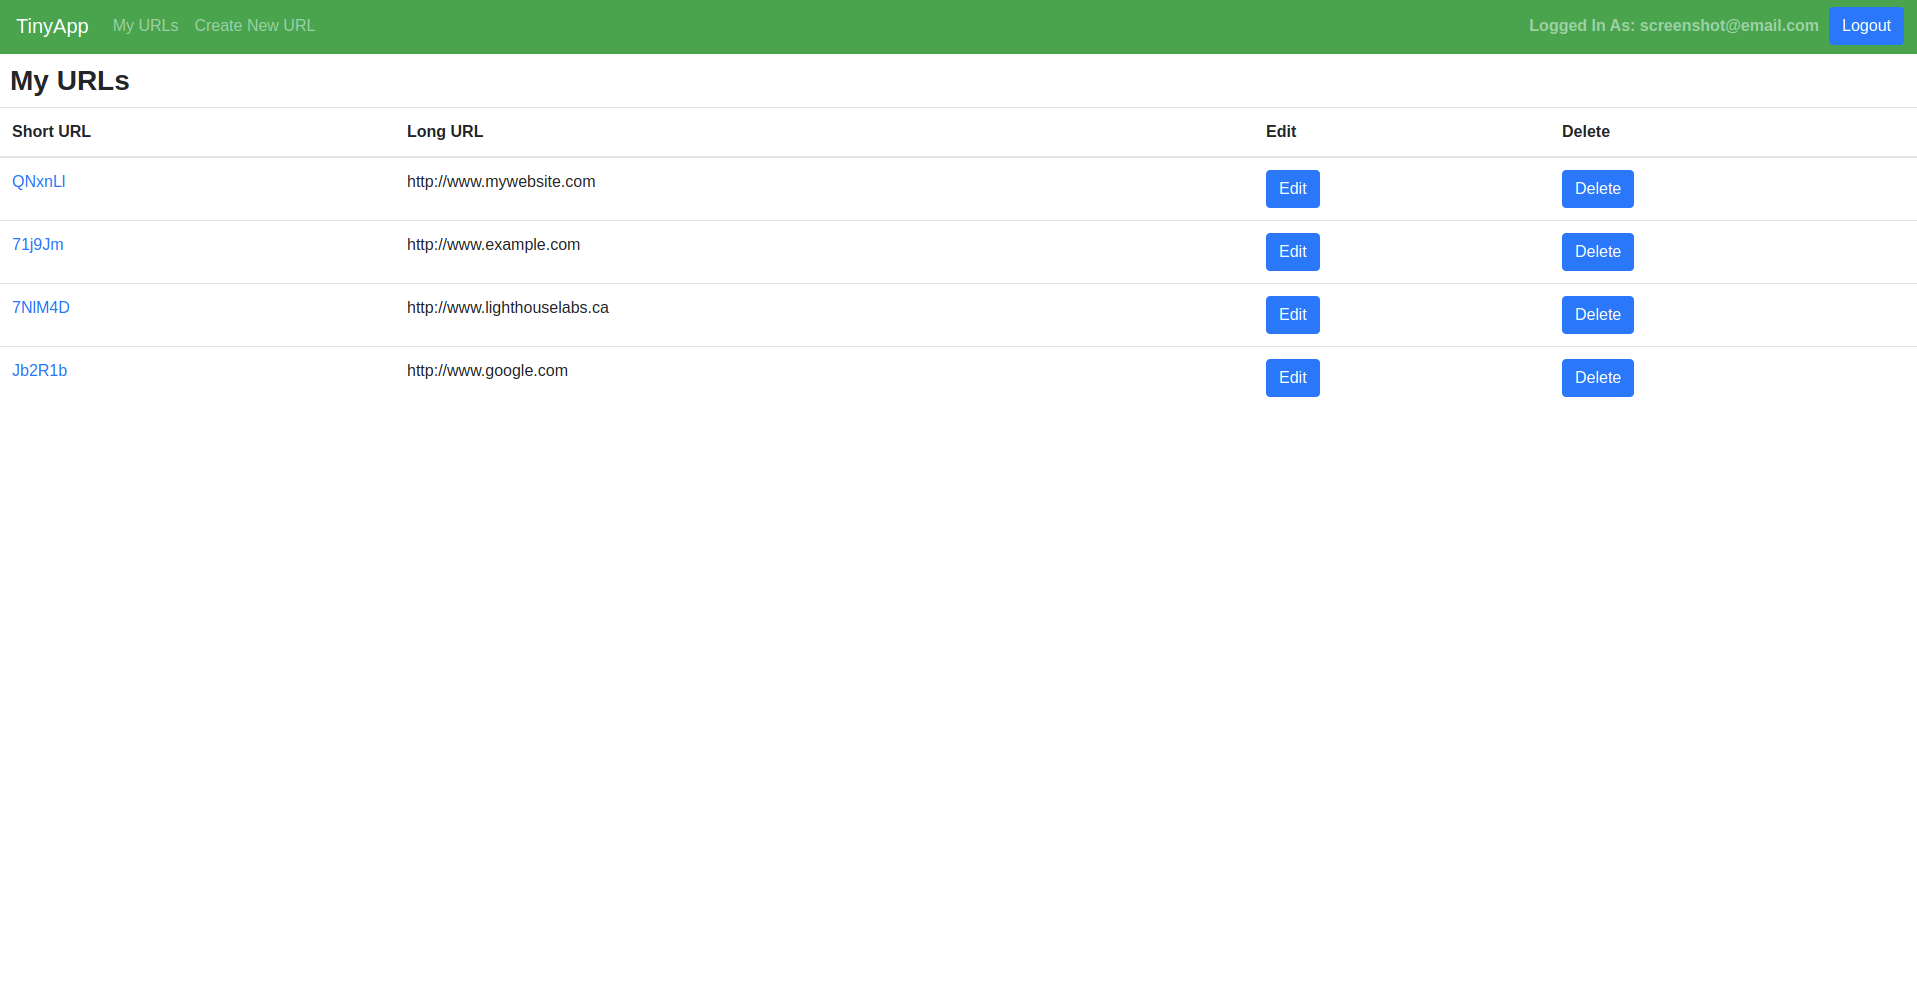 TinyApp My URLs Create New URL Logged In As: screenshot@email.com Logout
My URLs
Short URL Long URL Edit Delete
QNxnLl http://www.mywebsite.com Edit Delete
71j9Jm http://www.example.com Edit Delete
7NlM4D http://www.lighthouselabs.ca Edit Delete
Jb2R1b http://www.google.com Edit Delete